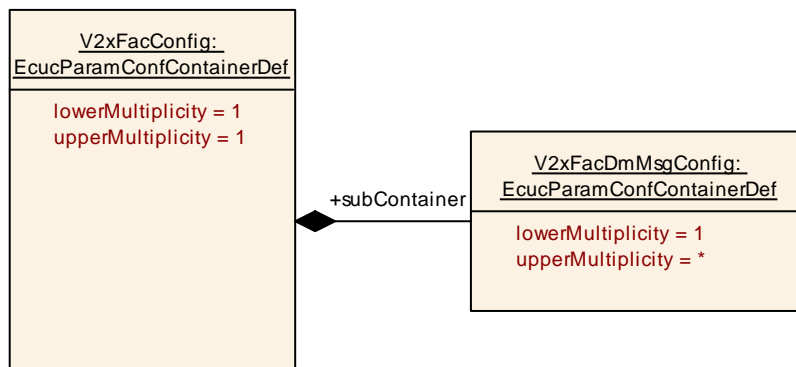 V2xFacConfig:
EcucParamConfContainerDef
lowerMultiplicity = 1
upperMultiplicity = 1
+subContainer
V2xFacDmMsgConfig:
EcucParamConfContainerDef
lowerMultiplicity = 1
upperMultiplicity = *